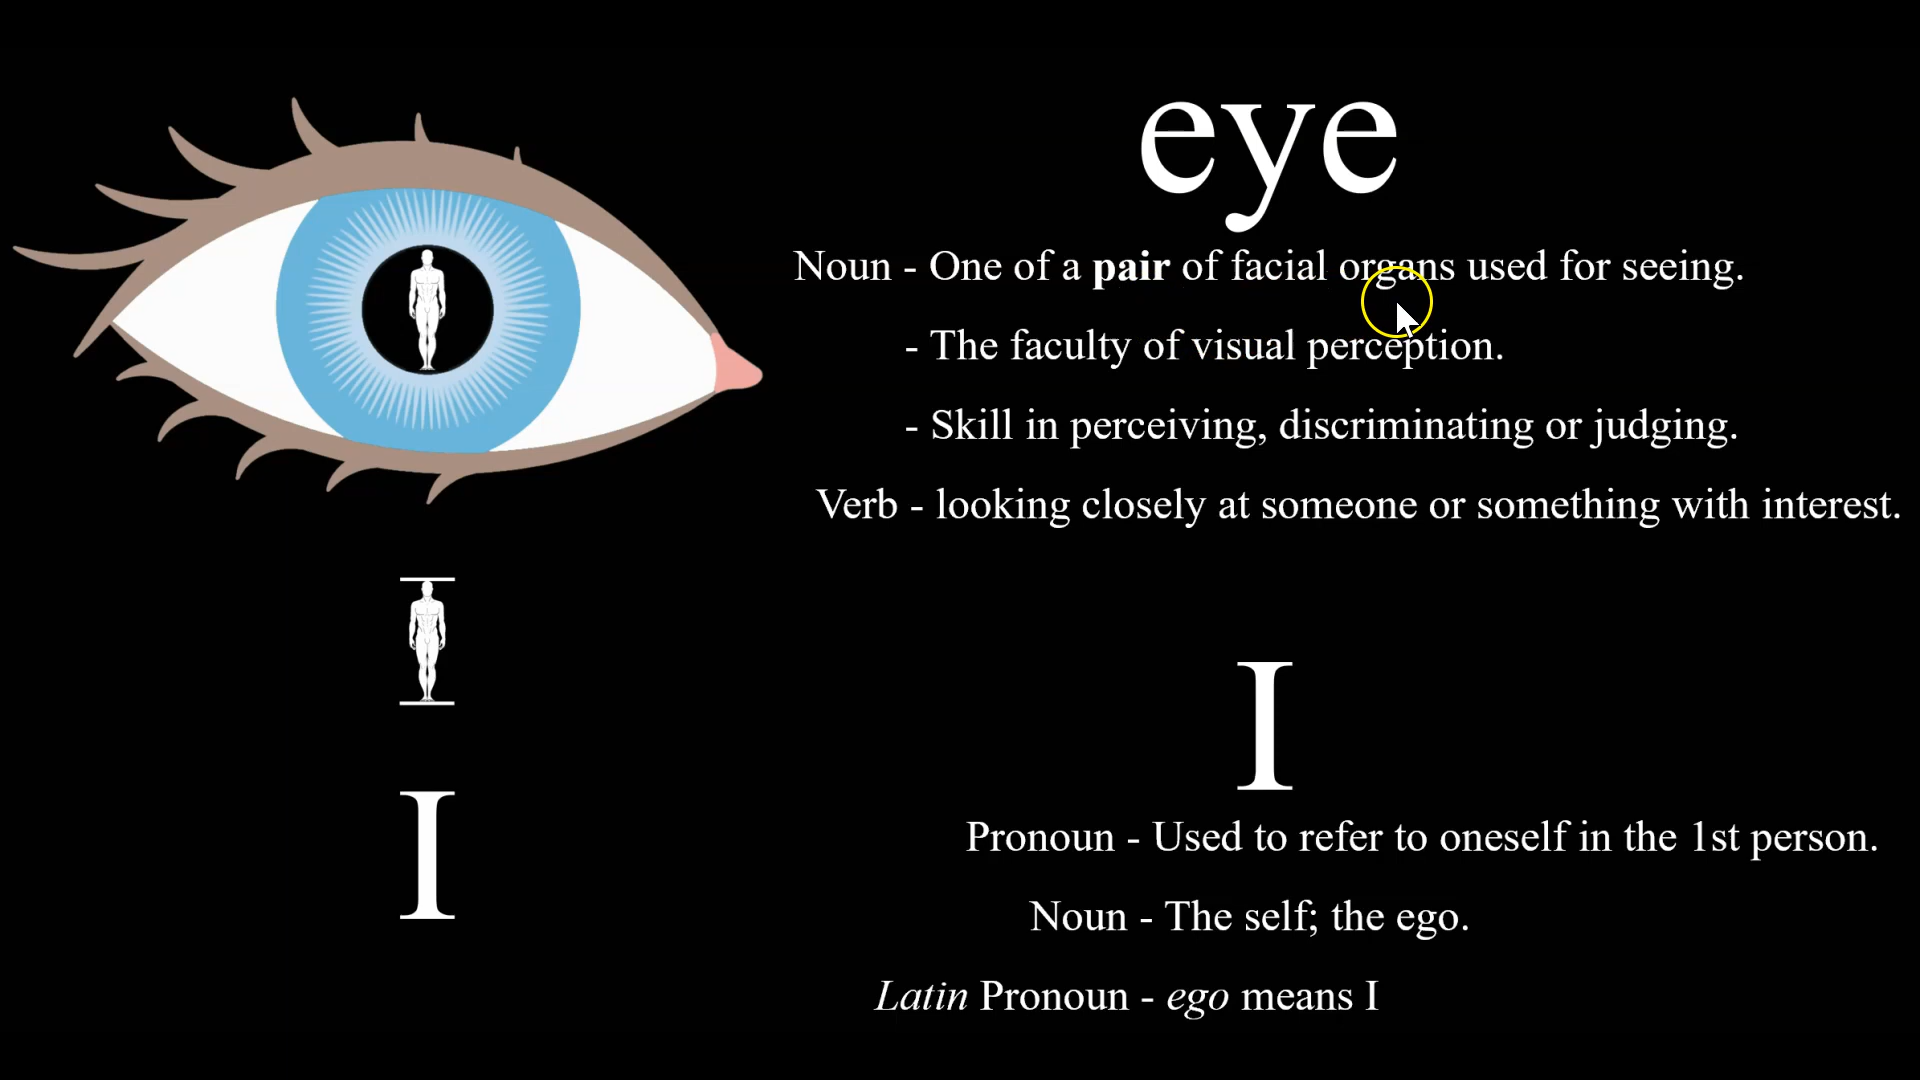 eye
Noun - One of a pair of facial organs used for seeing.
- The faculty of visual perception.
- Skill in perceiving, discriminating or judging.
Verb - looking closely at someone or something with interest.
I
I
Pronoun - Used to refer to oneself in the 1st person.
Noun - The self; the ego.
Latin Pronoun - ego means I